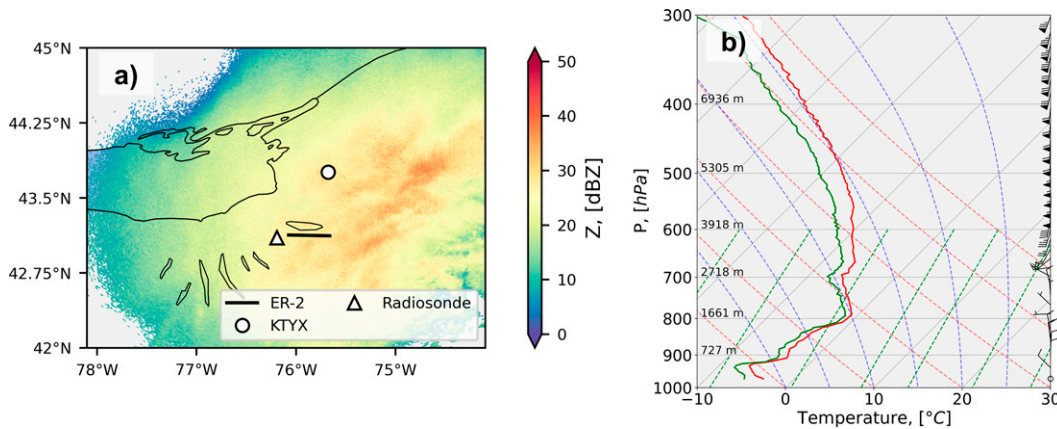 a)
45°N
44.25°N
43.5°N
42.75°N
42°N
78°W
77°W
76°W
75°W
ER-2
KTYX
Radiosonde
50
40
30
20
10
0
Z, [dBZ]
b)
300
400
500
600
700
800
900
1000
P, [hPa]
6936 m
5305 m
3918 m
2718 m
1661 m
727 m
−10
0
10
20
30
Temperature, [°C]